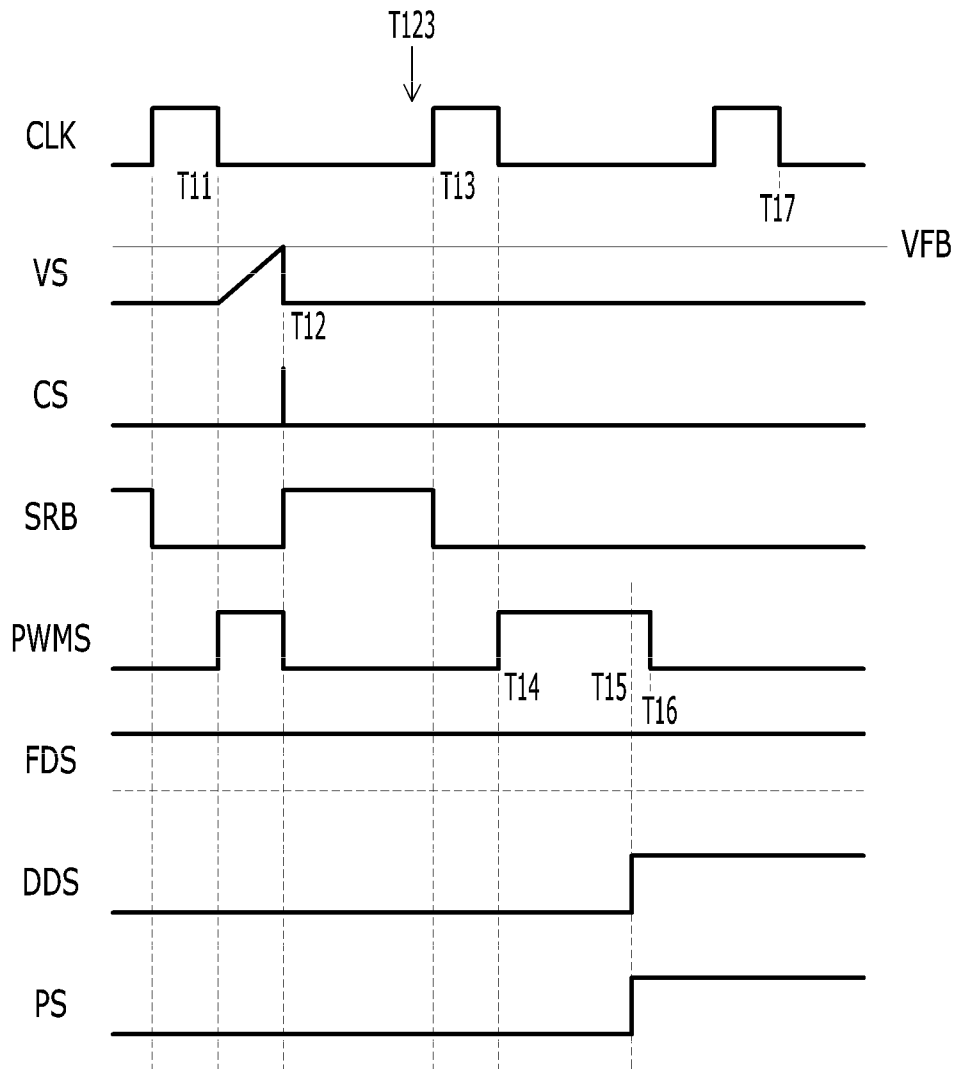 T123
CLK
T11
T13
T17
VFB
VS
T12
CS
SRB
PWMS
T14
T15
T16
FDS
DDS
PS